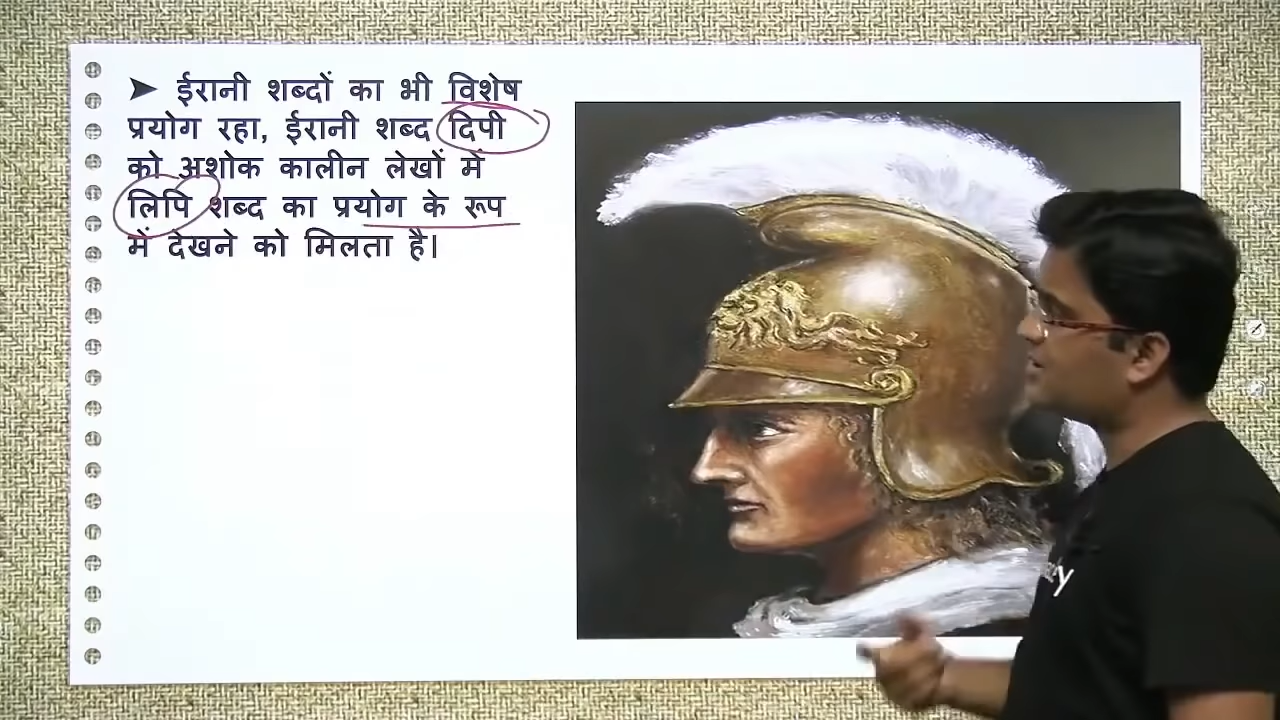 ➤ ईरानी शब्दों का भी विशेष
प्रयोग रहा, ईरानी शब्द दिपी
को अशोक कालीन लेखों में
लिपि शब्द का प्रयोग के रूप
में देखने को मिलता है।